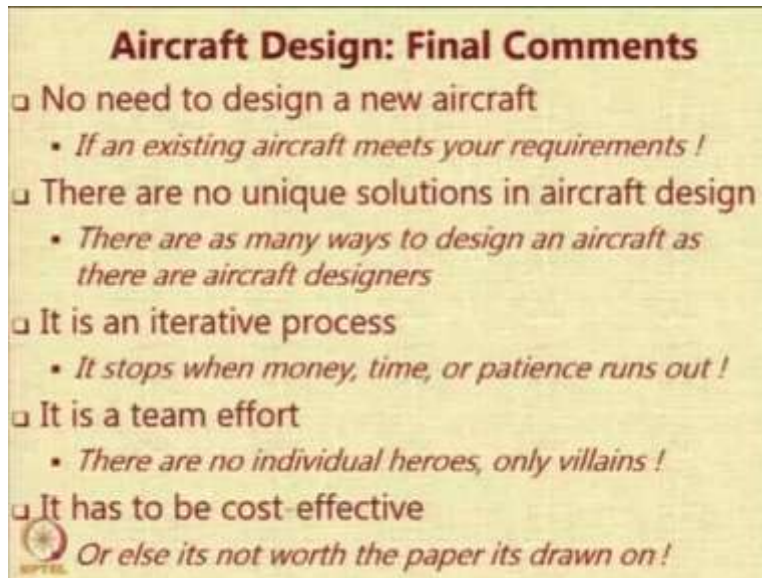 Aircraft Design: Final Comments
No need to design a new aircraft
If an existing aircraft meets your requirements !
There are no unique solutions in aircraft design
There are as many ways to design an aircraft as
there are aircraft designers
It is an iterative process
It stops when money, time, or patience runs out !
It is a team effort
There are no individual heroes, only villains !
It has to be cost-effective
Or else its not worth the paper its drawn on !
NPTEL